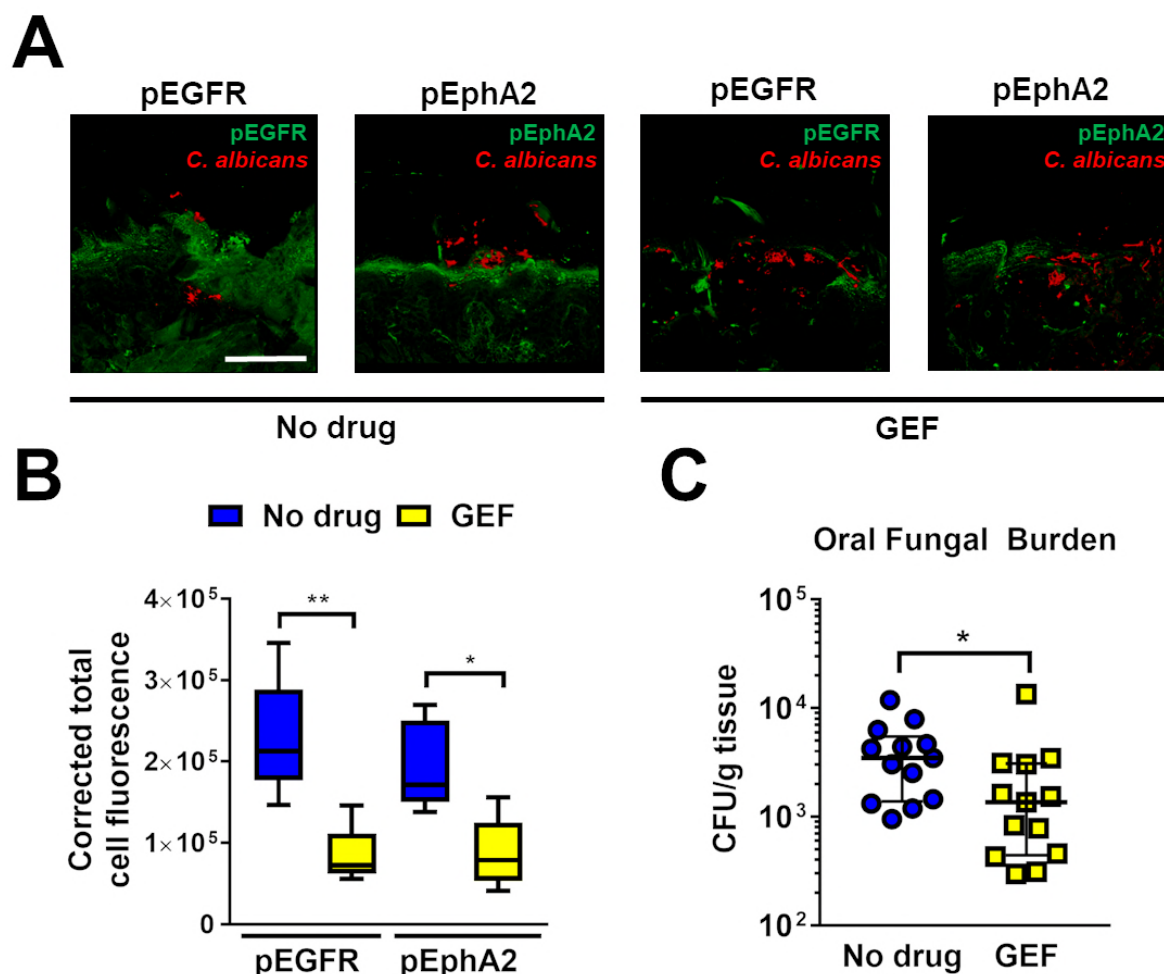 A
pEGFR pEphA2 pEGFR pEphA2
pEGFR pEphA2 pEGFR pEphA2
C. albicans C. albicans C. albicans C. albicans
No drug GEF
B
No drug GEF
Corrected total
cell fluorescence
4×10⁵
3×10⁵
2×10⁵
1×10⁵
0
** *
pEGFR pEphA2
C
Oral Fungal Burden
CFU/g tissue
10⁵
10⁴
10³
10²
*
No drug GEF